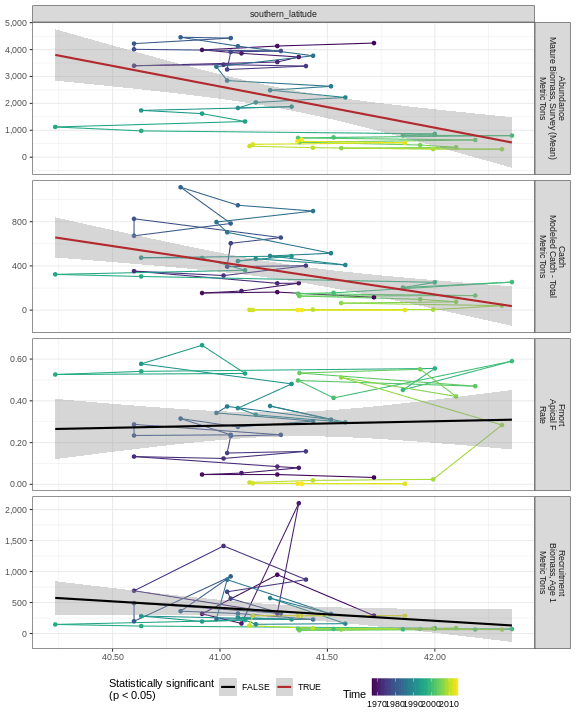 southern_latitude
5,000
4,000
3,000
2,000
1,000
0
Abundance
Mature Biomass, Survey (Mean)
Metric Tons
800
400
0
Catch
Modeled Catch - Total
Metric Tons
0.60
0.40
0.20
0.00
Fmort
Apical F
Rate
2,000
1,500
1,000
500
0
Recruitment
Biomass, Age 1
Metric Tons
40.50 41.00 41.50 42.00
Statistically significant
(p < 0.05)
FALSE TRUE
Time
1970 1980 1990 2000 2010